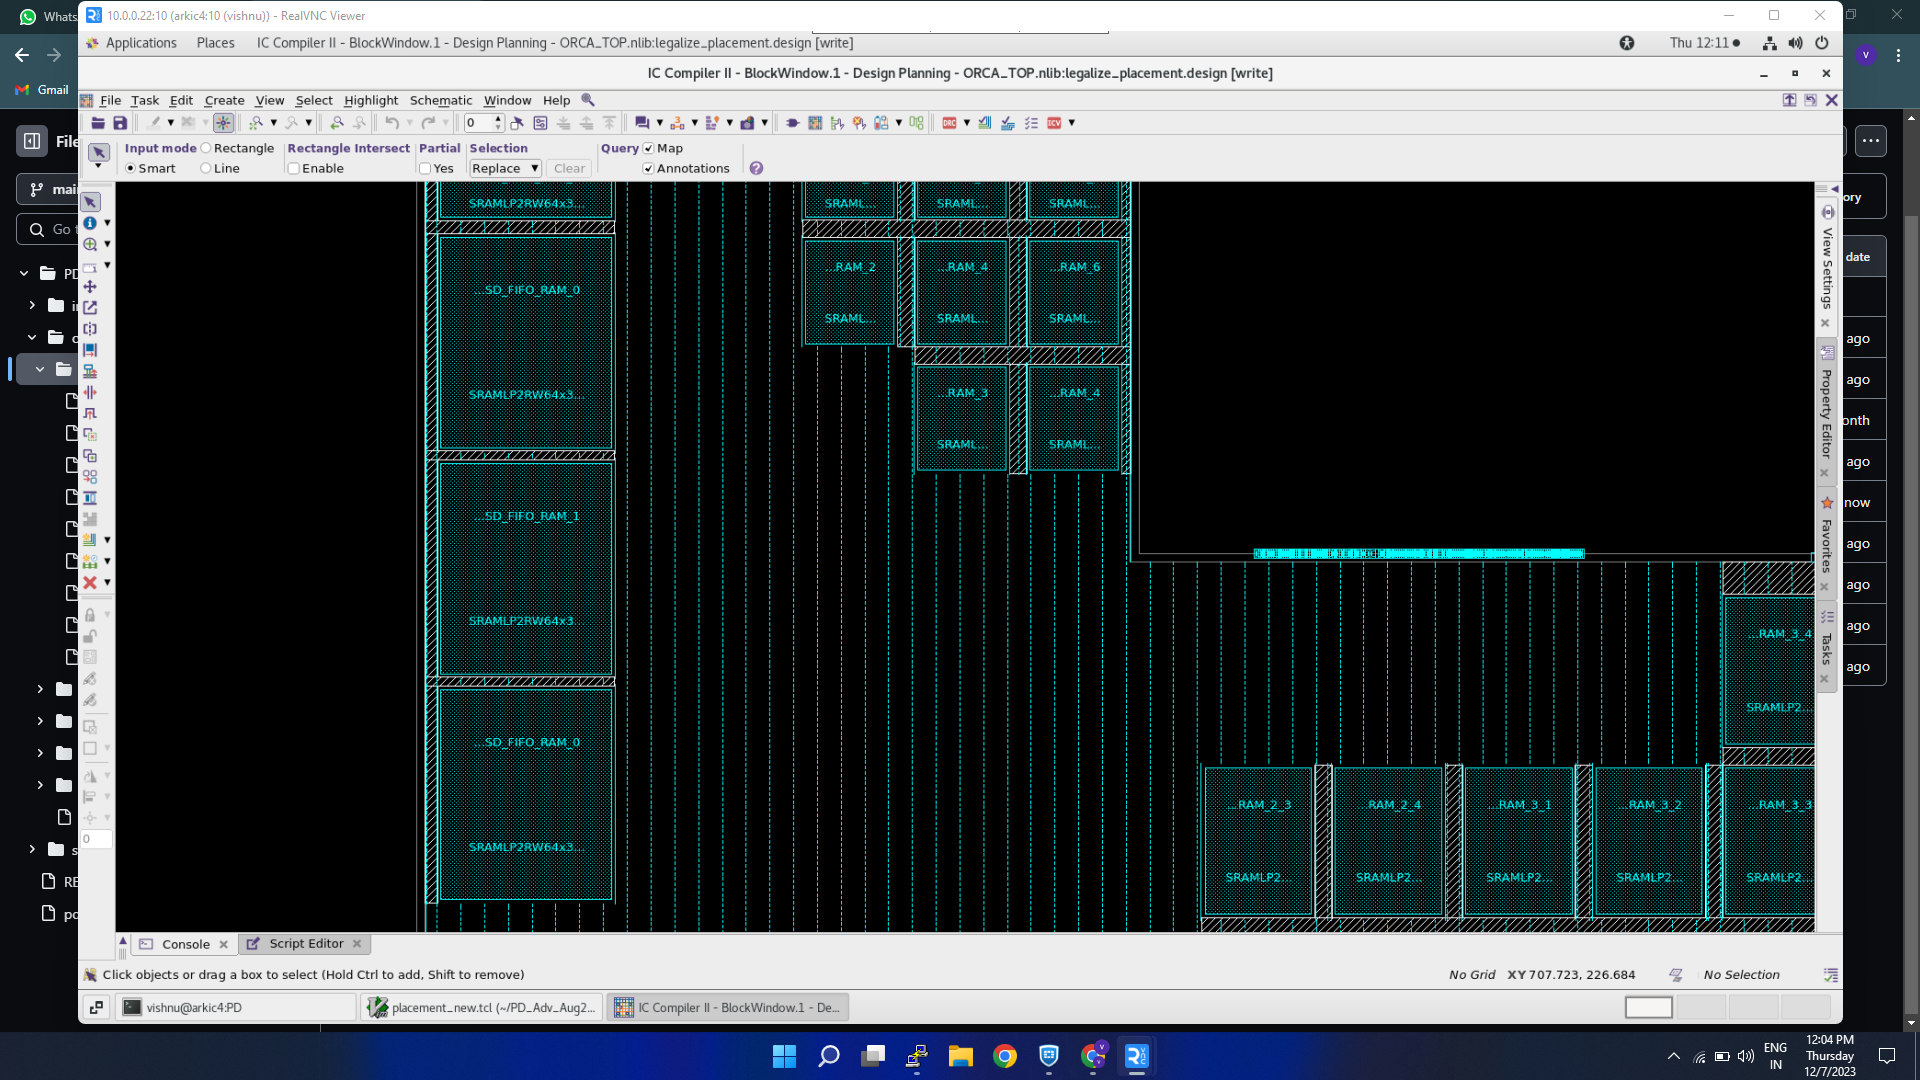 Whats
10.0.0.22:10 (arkic4:10 (vishnu)) - RealVNC Viewer
Applications Places IC Compiler II - BlockWindow.1 - Design Planning - ORCA_TOP.nlib:legalize_placement.design [write] Thu 12:11
IC Compiler II - BlockWindow.1 - Design Planning - ORCA_TOP.nlib:legalize_placement.design [write]
Gmail
File Task Edit Create View Select Highlight Schematic Window Help
0
Input mode Rectangle Rectangle Intersect Partial Selection Query Map
Smart Line Enable Yes Replace Clear Annotations
File
main
Go t
PD
ory
date
ago
ago
onth
ago
now
ago
ago
ago
ago
SRAMLP2RW64x3...
SRAML... SRAML... SRAML...
...RAM_2 ...RAM_4 ...RAM_6
...SD_FIFO_RAM_0
SRAML... SRAML... SRAML...
SRAMLP2RW64x3...
...RAM_3 ...RAM_4
SRAML... SRAML...
...SD_FIFO_RAM_1
SRAMLP2RW64x3...
...RAM_3_4
SRAMLP2...
...SD_FIFO_RAM_0
SRAMLP2RW64x3...
...RAM_2_3 ...RAM_2_4 ...RAM_3_1 ...RAM_3_2 ...RAM_3_3
SRAMLP2... SRAMLP2... SRAMLP2... SRAMLP2... SRAMLP2...
View Settings
Property Editor
Favorites
Tasks
0
RE
po
Console Script Editor
Click objects or drag a box to select (Hold Ctrl to add, Shift to remove) No Grid XY 707.723, 226.684 No Selection
vishnu@arkic4:PD placement_new.tcl (~/PD_Adv_Aug2... IC Compiler II - BlockWindow.1 - De...
ENG
IN
12:04 PM
Thursday
12/7/2023